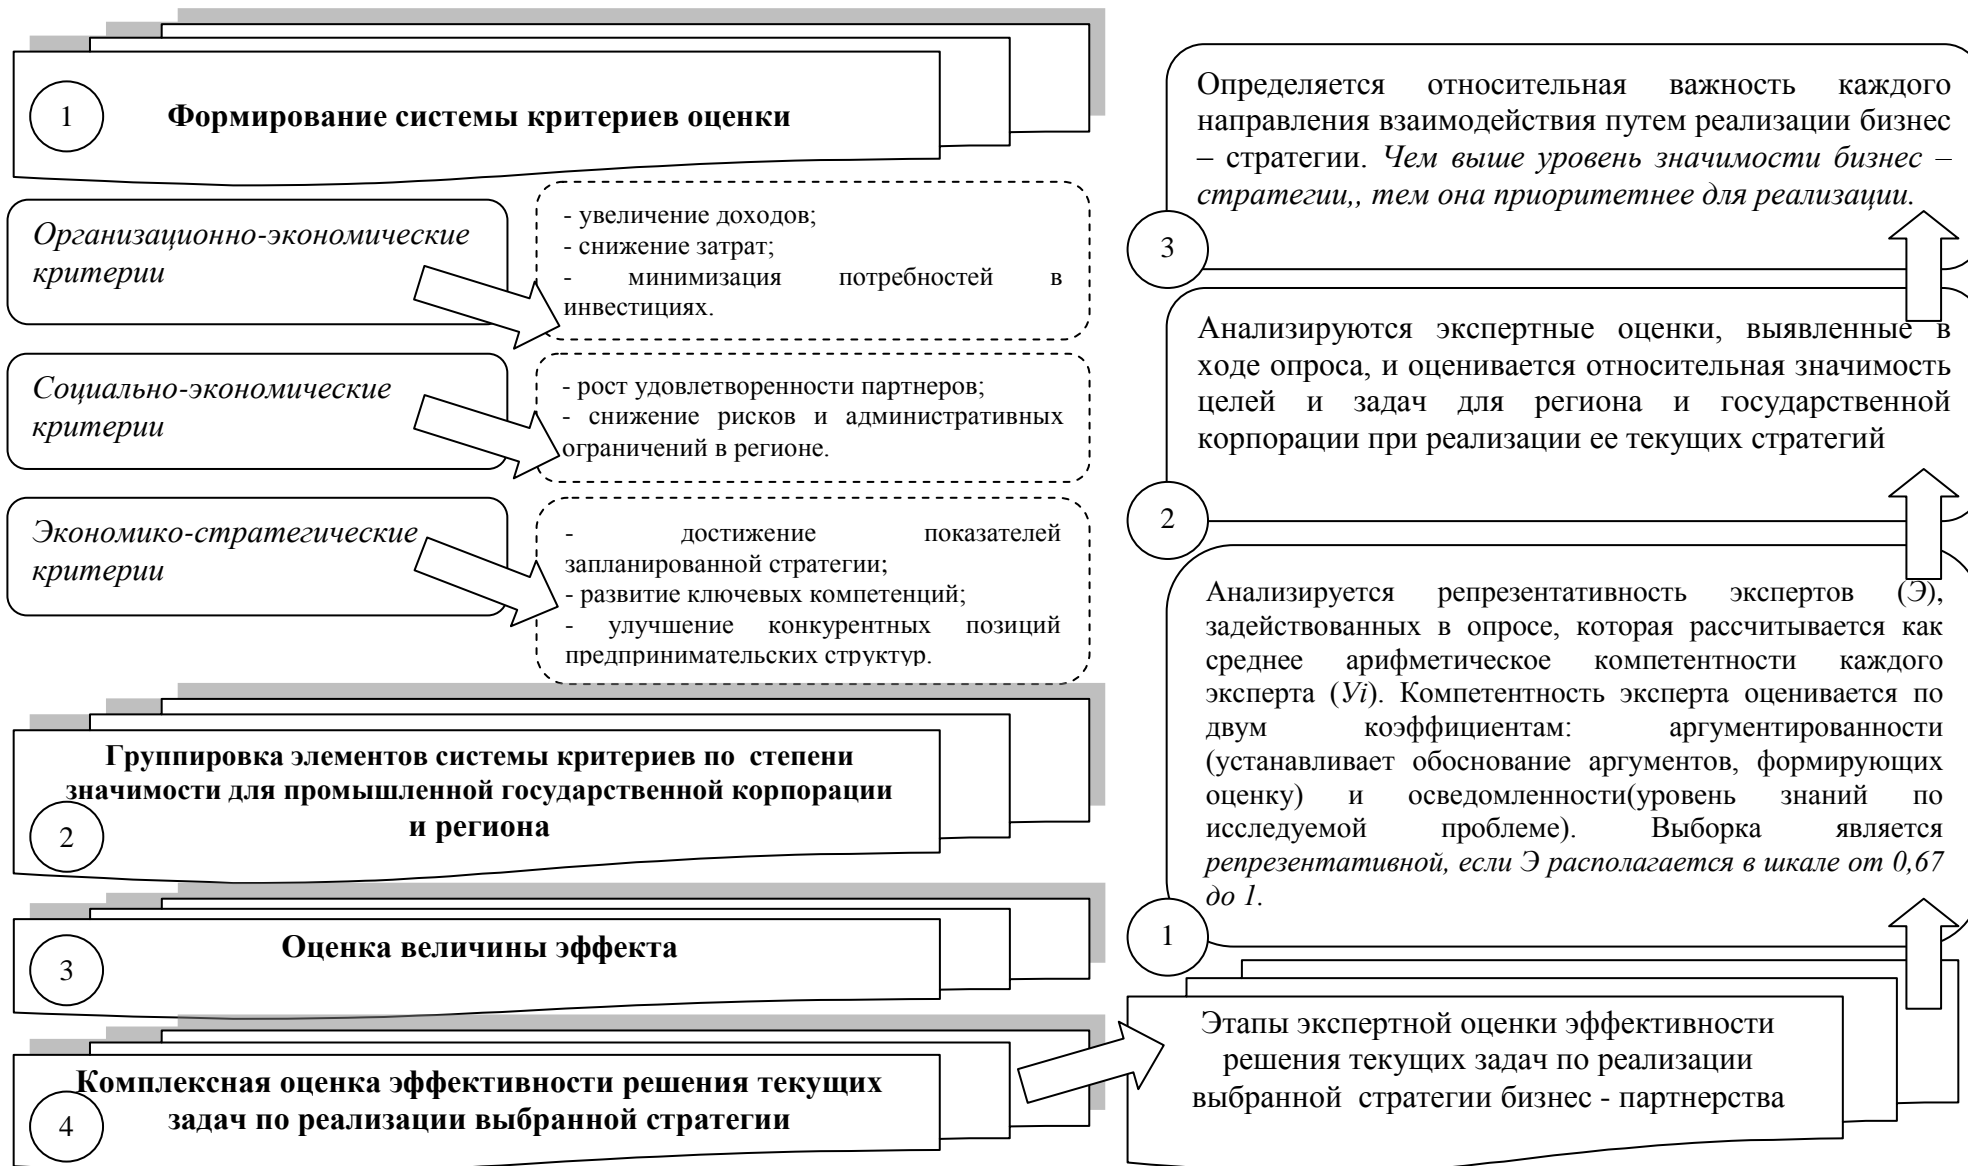 1
Формирование системы критериев оценки
Организационно-экономические
критерии
- увеличение доходов;
- снижение затрат;
- минимизация потребностей в
инвестициях.
Социально-экономические
критерии
- рост удовлетворенности партнеров;
- снижение рисков и административных
ограничений в регионе.
Экономико-стратегические
критерии
- достижение показателей
запланированной стратегии;
- развитие ключевых компетенций;
- улучшение конкурентных позиций
предпринимательских структур.
Группировка элементов системы критериев по степени
значимости для промышленной государственной корпорации
и региона
2
Оценка величины эффекта
3
Комплексная оценка эффективности решения текущих
задач по реализации выбранной стратегии
4
Определяется относительная важность каждого
направления взаимодействия путем реализации бизнес
– стратегии. Чем выше уровень значимости бизнес –
стратегии,, тем она приоритетнее для реализации.
3
Анализируются экспертные оценки, выявленные в
ходе опроса, и оценивается относительная значимость
целей и задач для региона и государственной
корпорации при реализации ее текущих стратегий
2
Анализируется репрезентативность экспертов (Э),
задействованных в опросе, которая рассчитывается как
среднее арифметическое компетентности каждого
эксперта (Уi). Компетентность эксперта оценивается по
двум коэффициентам: аргументированности
(устанавливает обоснование аргументов, формирующих
оценку) и осведомленности(уровень знаний по
исследуемой проблеме). Выборка является
репрезентативной, если Э располагается в шкале от 0,67
до 1.
1
Этапы экспертной оценки эффективности
решения текущих задач по реализации
выбранной стратегии бизнес - партнерства